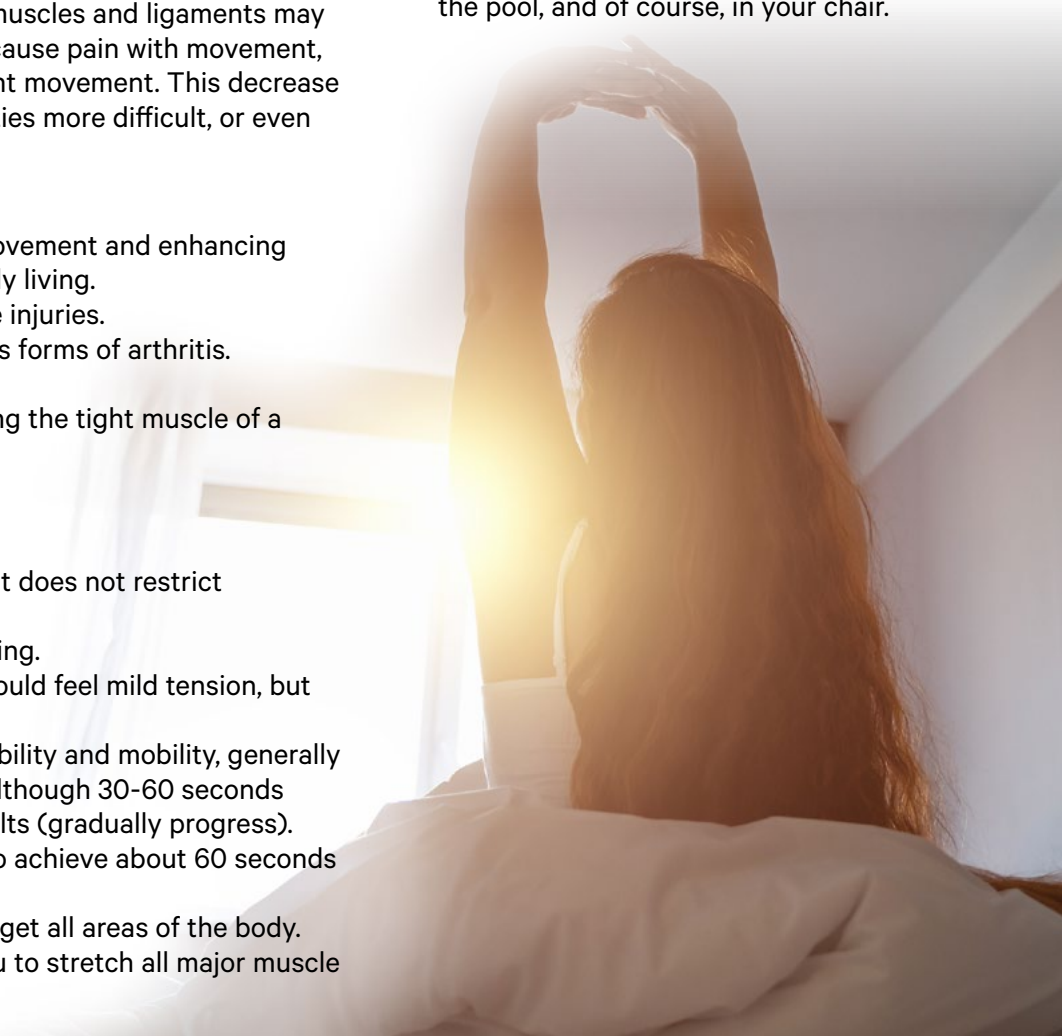 muscles and ligaments may
cause pain with movement,
nt movement. This decrease
ies more difficult, or even
ovement and enhancing
y living.
e injuries.
s forms of arthritis.
ng the tight muscle of a
t does not restrict
ing.
ould feel mild tension, but
bility and mobility, generally
lthough 30-60 seconds
lts (gradually progress).
o achieve about 60 seconds
get all areas of the body.
u to stretch all major muscle
the pool, and of course, in your chair.